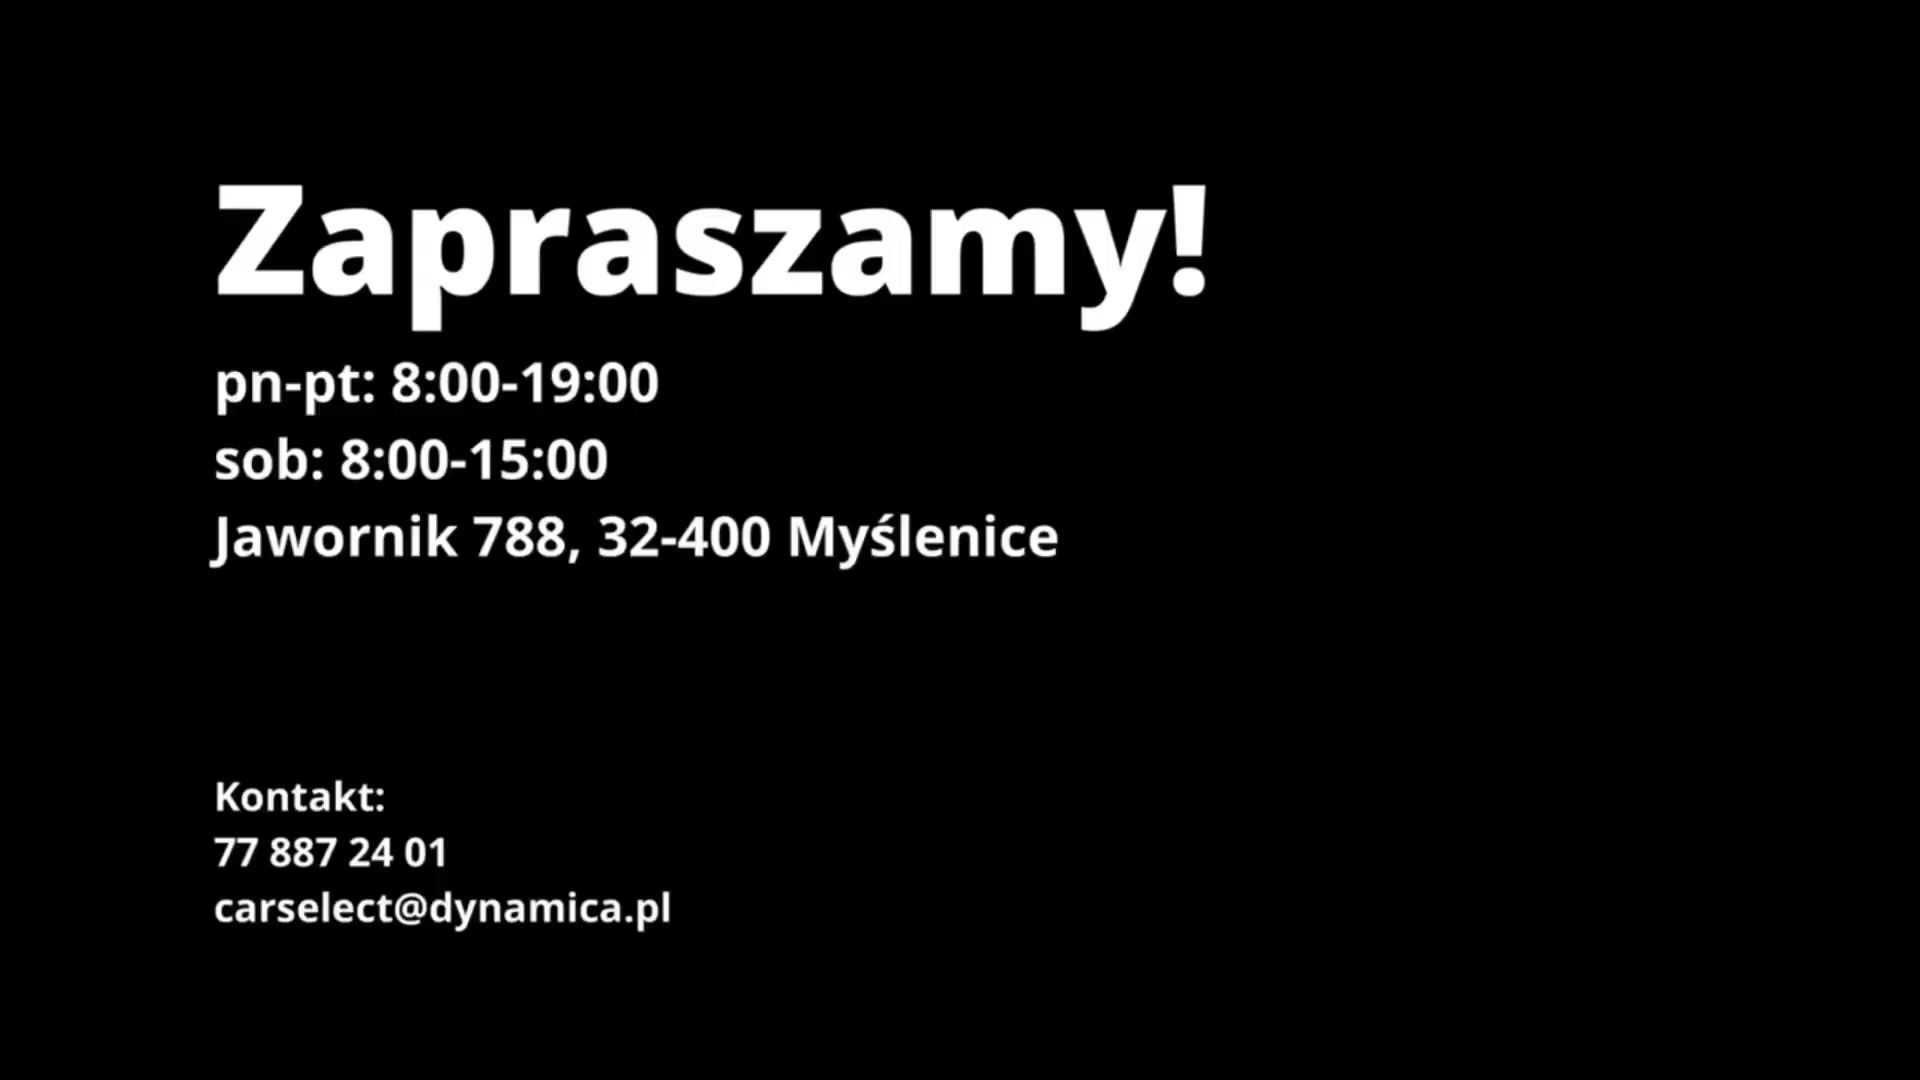 Zapraszamy!
pn-pt: 8:00-19:00
sob: 8:00-15:00
Jawornik 788, 32-400 Myślenice
Kontakt:
77 887 24 01
carselect@dynamica.pl